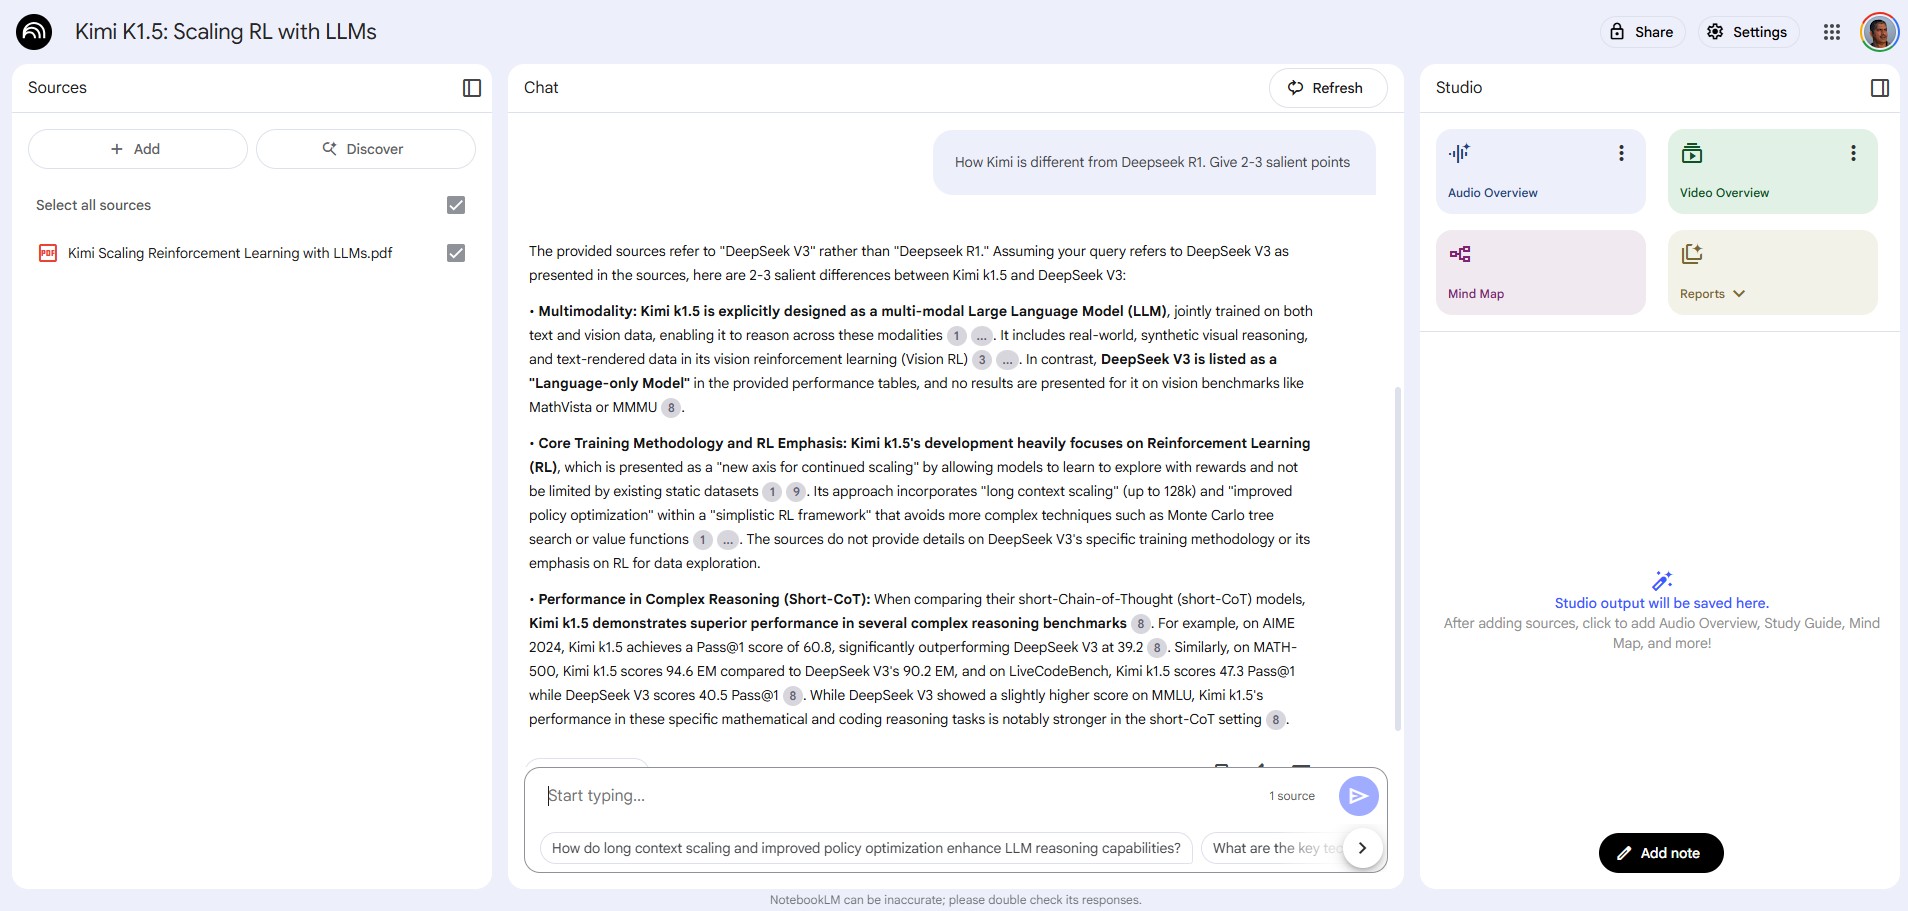 Kimi K1.5: Scaling RL with LLMs
Share
Settings
Sources
Add
Discover
Select all sources
PDF
Kimi Scaling Reinforcement Learning with LLMs.pdf
Chat
Refresh
How Kimi is different from Deepseek R1. Give 2-3 salient points
The provided sources refer to "DeepSeek V3" rather than "Deepseek R1." Assuming your query refers to DeepSeek V3 as
presented in the sources, here are 2-3 salient differences between Kimi k1.5 and DeepSeek V3:
• Multimodality: Kimi k1.5 is explicitly designed as a multi-modal Large Language Model (LLM), jointly trained on both
text and vision data, enabling it to reason across these modalities 1 ... . It includes real-world, synthetic visual reasoning,
and text-rendered data in its vision reinforcement learning (Vision RL) 3 ... . In contrast, DeepSeek V3 is listed as a
"Language-only Model" in the provided performance tables, and no results are presented for it on vision benchmarks like
MathVista or MMMU 8 .
• Core Training Methodology and RL Emphasis: Kimi k1.5's development heavily focuses on Reinforcement Learning
(RL), which is presented as a "new axis for continued scaling" by allowing models to learn to explore with rewards and not
be limited by existing static datasets 1 9 . Its approach incorporates "long context scaling" (up to 128k) and "improved
policy optimization" within a "simplistic RL framework" that avoids more complex techniques such as Monte Carlo tree
search or value functions 1 ... . The sources do not provide details on DeepSeek V3's specific training methodology or its
emphasis on RL for data exploration.
• Performance in Complex Reasoning (Short-CoT): When comparing their short-Chain-of-Thought (short-CoT) models,
Kimi k1.5 demonstrates superior performance in several complex reasoning benchmarks 8 . For example, on AIME
2024, Kimi k1.5 achieves a Pass@1 score of 60.8, significantly outperforming DeepSeek V3 at 39.2 8 . Similarly, on MATH-
500, Kimi k1.5 scores 94.6 EM compared to DeepSeek V3's 90.2 EM, and on LiveCodeBench, Kimi k1.5 scores 47.3 Pass@1
while DeepSeek V3 scores 40.5 Pass@1 8 . While DeepSeek V3 showed a slightly higher score on MMLU, Kimi k1.5's
performance in these specific mathematical and coding reasoning tasks is notably stronger in the short-CoT setting 8 .
Start typing...
1 source
How do long context scaling and improved policy optimization enhance LLM reasoning capabilities?
What are the key
NotebookLM can be inaccurate; please double check its responses.
Studio
Audio Overview
Video Overview
Mind Map
Reports
Studio output will be saved here.
After adding sources, click to add Audio Overview, Study Guide, Mind
Map, and more!
Add note